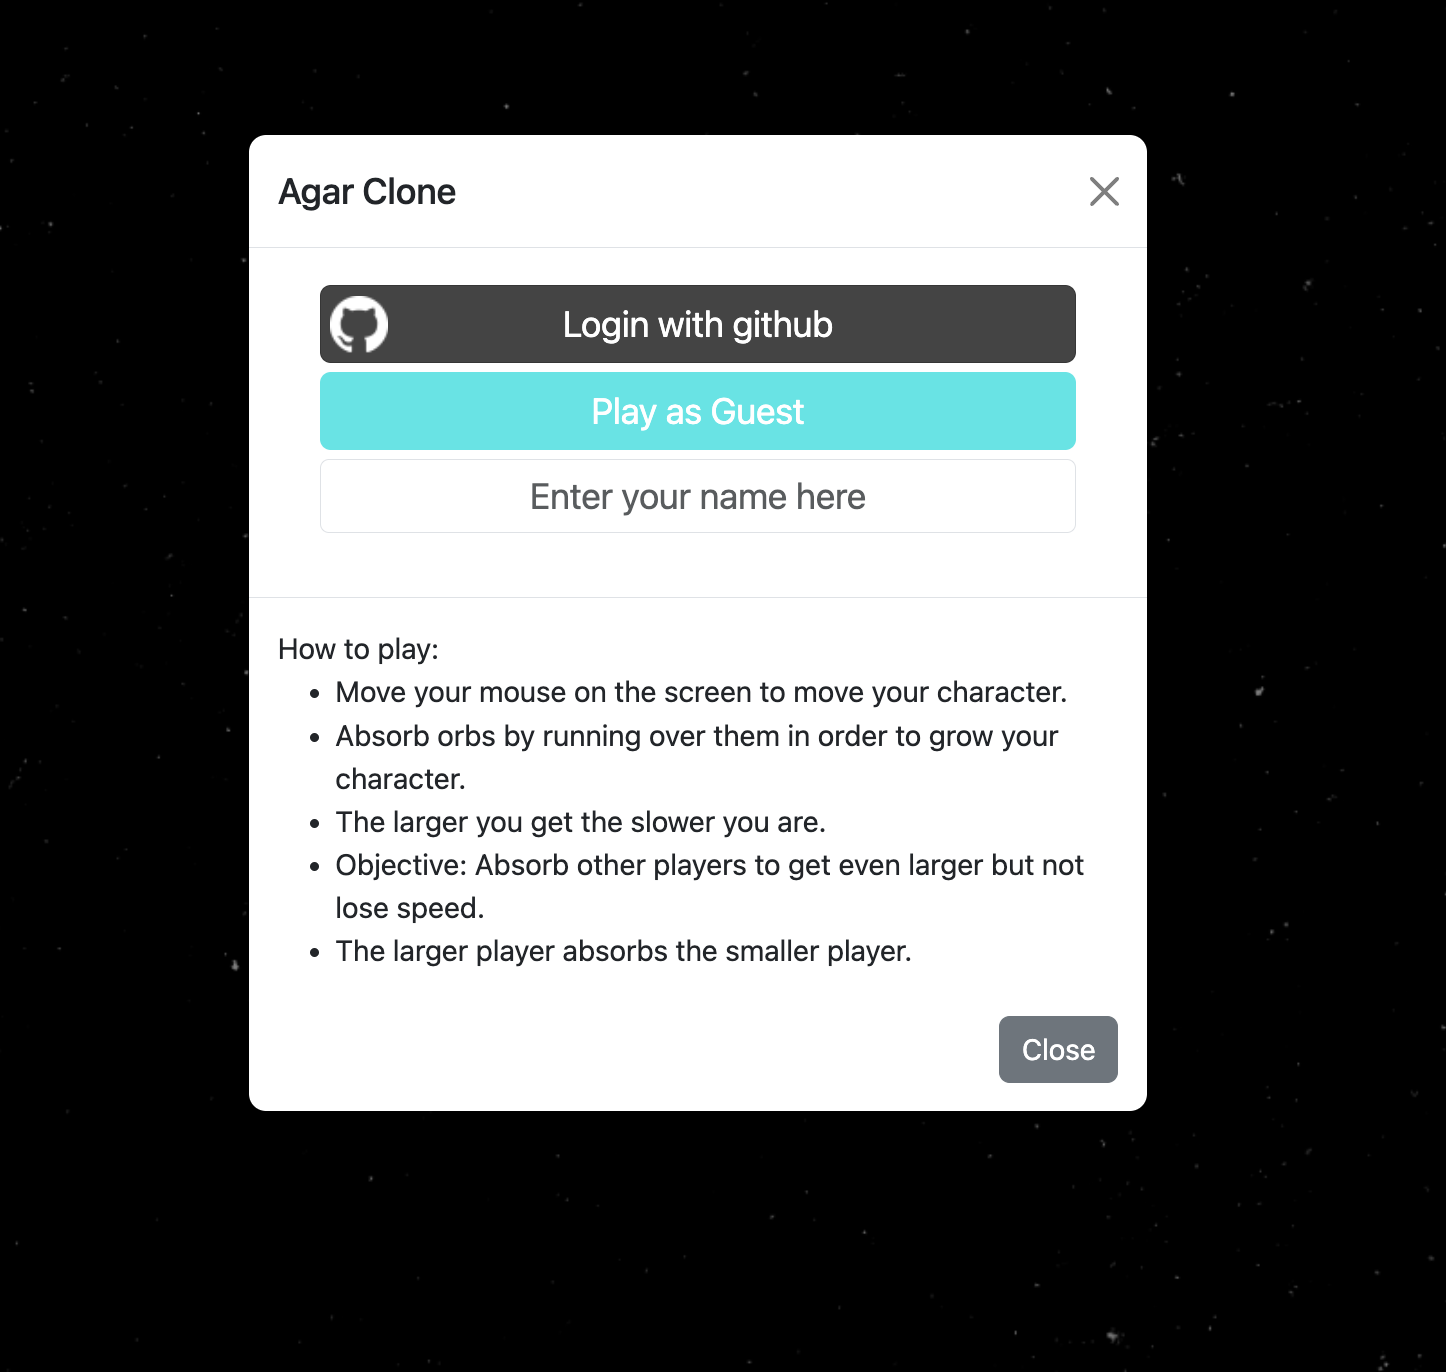 Agar Clone
Login with github
Play as Guest
Enter your name here
How to play:
• Move your mouse on the screen to move your character.
• Absorb orbs by running over them in order to grow your
character.
• The larger you get the slower you are.
• Objective: Absorb other players to get even larger but not
lose speed.
• The larger player absorbs the smaller player.
Close